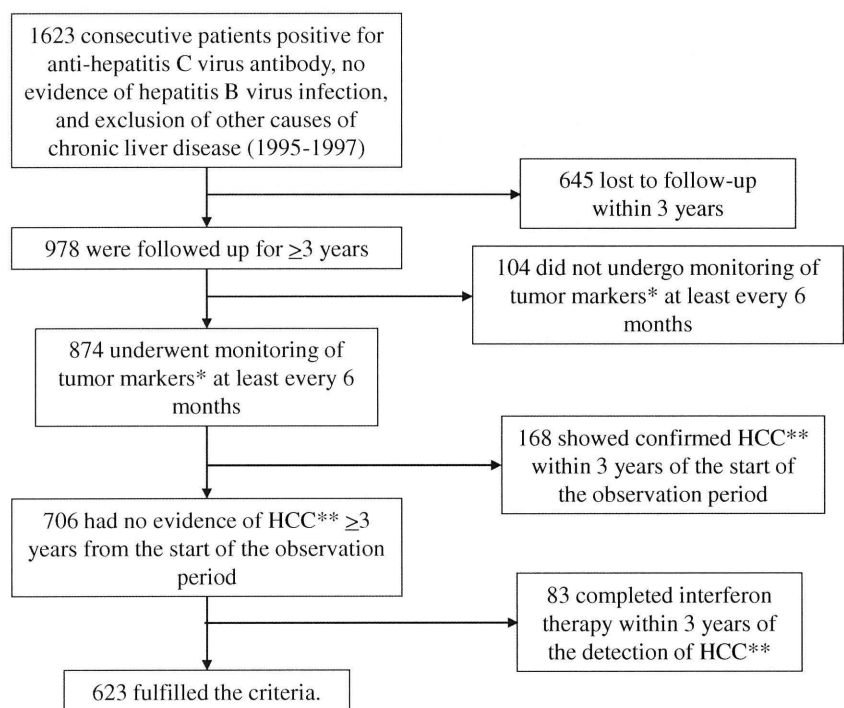 1623 consecutive patients positive for
anti-hepatitis C virus antibody, no
evidence of hepatitis B virus infection,
and exclusion of other causes of
chronic liver disease (1995-1997)
645 lost to follow-up
within 3 years
978 were followed up for ≥3 years
104 did not undergo monitoring of
tumor markers* at least every 6
months
874 underwent monitoring of
tumor markers* at least every 6
months
168 showed confirmed HCC**
within 3 years of the start of
the observation period
706 had no evidence of HCC** ≥3
years from the start of the observation
period
83 completed interferon
therapy within 3 years of
the detection of HCC**
623 fulfilled the criteria.